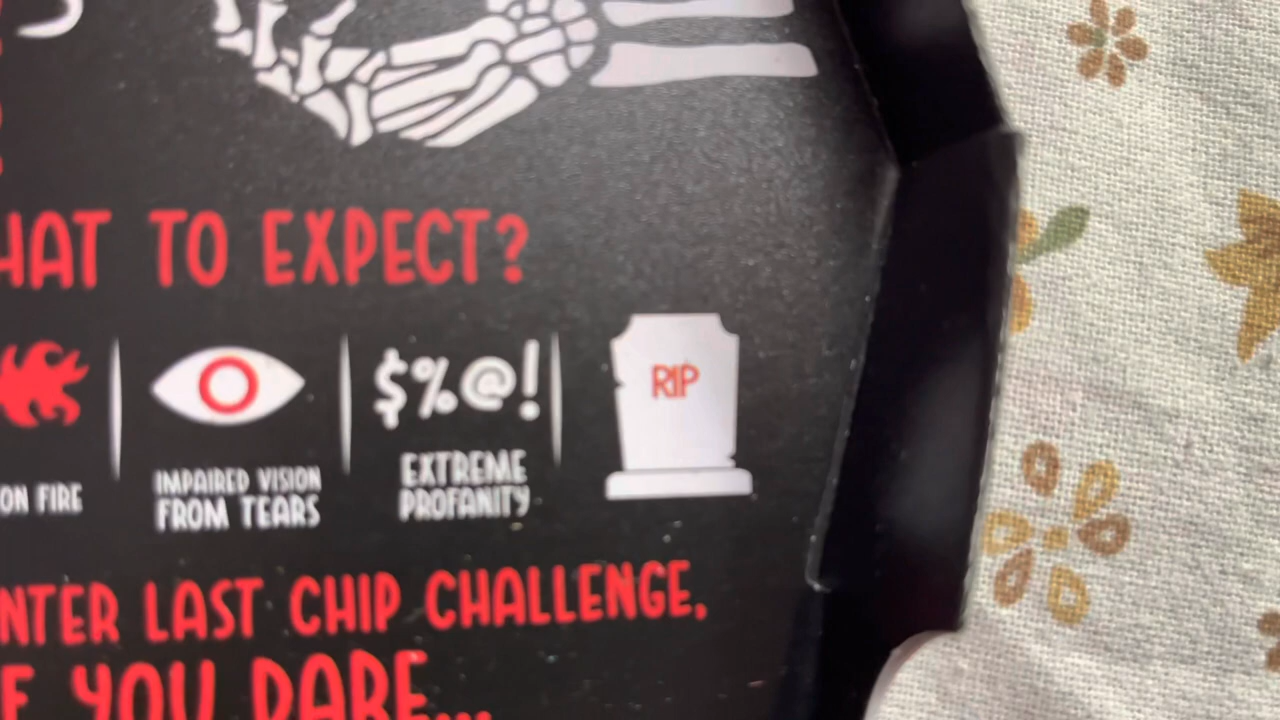 HAT TO EXPECT?
$%@!
RIP
ON FIRE
IMPAIRED VISION
FROM TEARS
EXTREME
PROFANITY
NTER LAST CHIP CHALLENGE,
F YOU DARE...